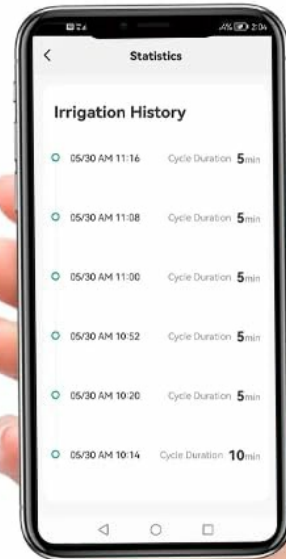 2:04
Statistics
Irrigation History
05/30 AM 11:16 Cycle Duration 5min
05/30 AM 11:08 Cycle Duration 5min
05/30 AM 11:00 Cycle Duration 5min
05/30 AM 10:52 Cycle Duration 5min
05/30 AM 10:20 Cycle Duration 5min
05/30 AM 10:14 Cycle Duration 10min